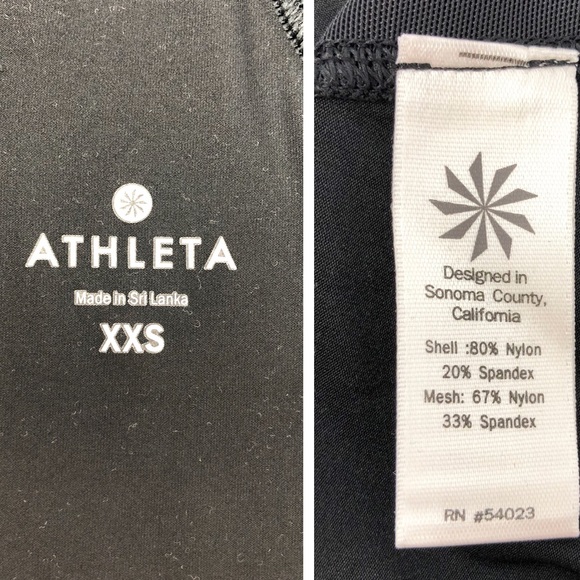 ATHLETA
Made in Sri Lanka
XXS
Designed in
Sonoma County,
California
Shell :80% Nylon
20% Spandex
Mesh: 67% Nylon
33% Spandex
RN #54023